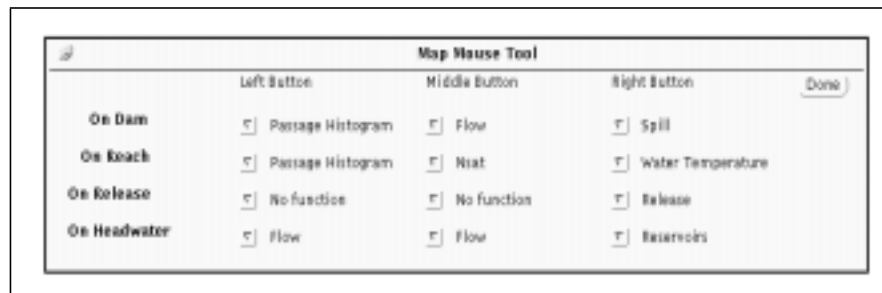 Map Mouse Tool
Left Button Middle Button Right Button Done
On Dam Passage Histogram Flow Spill
On Reach Passage Histogram Nsat Water Temperature
On Release No function No function Release
On Headwater Flow Flow Reservoirs